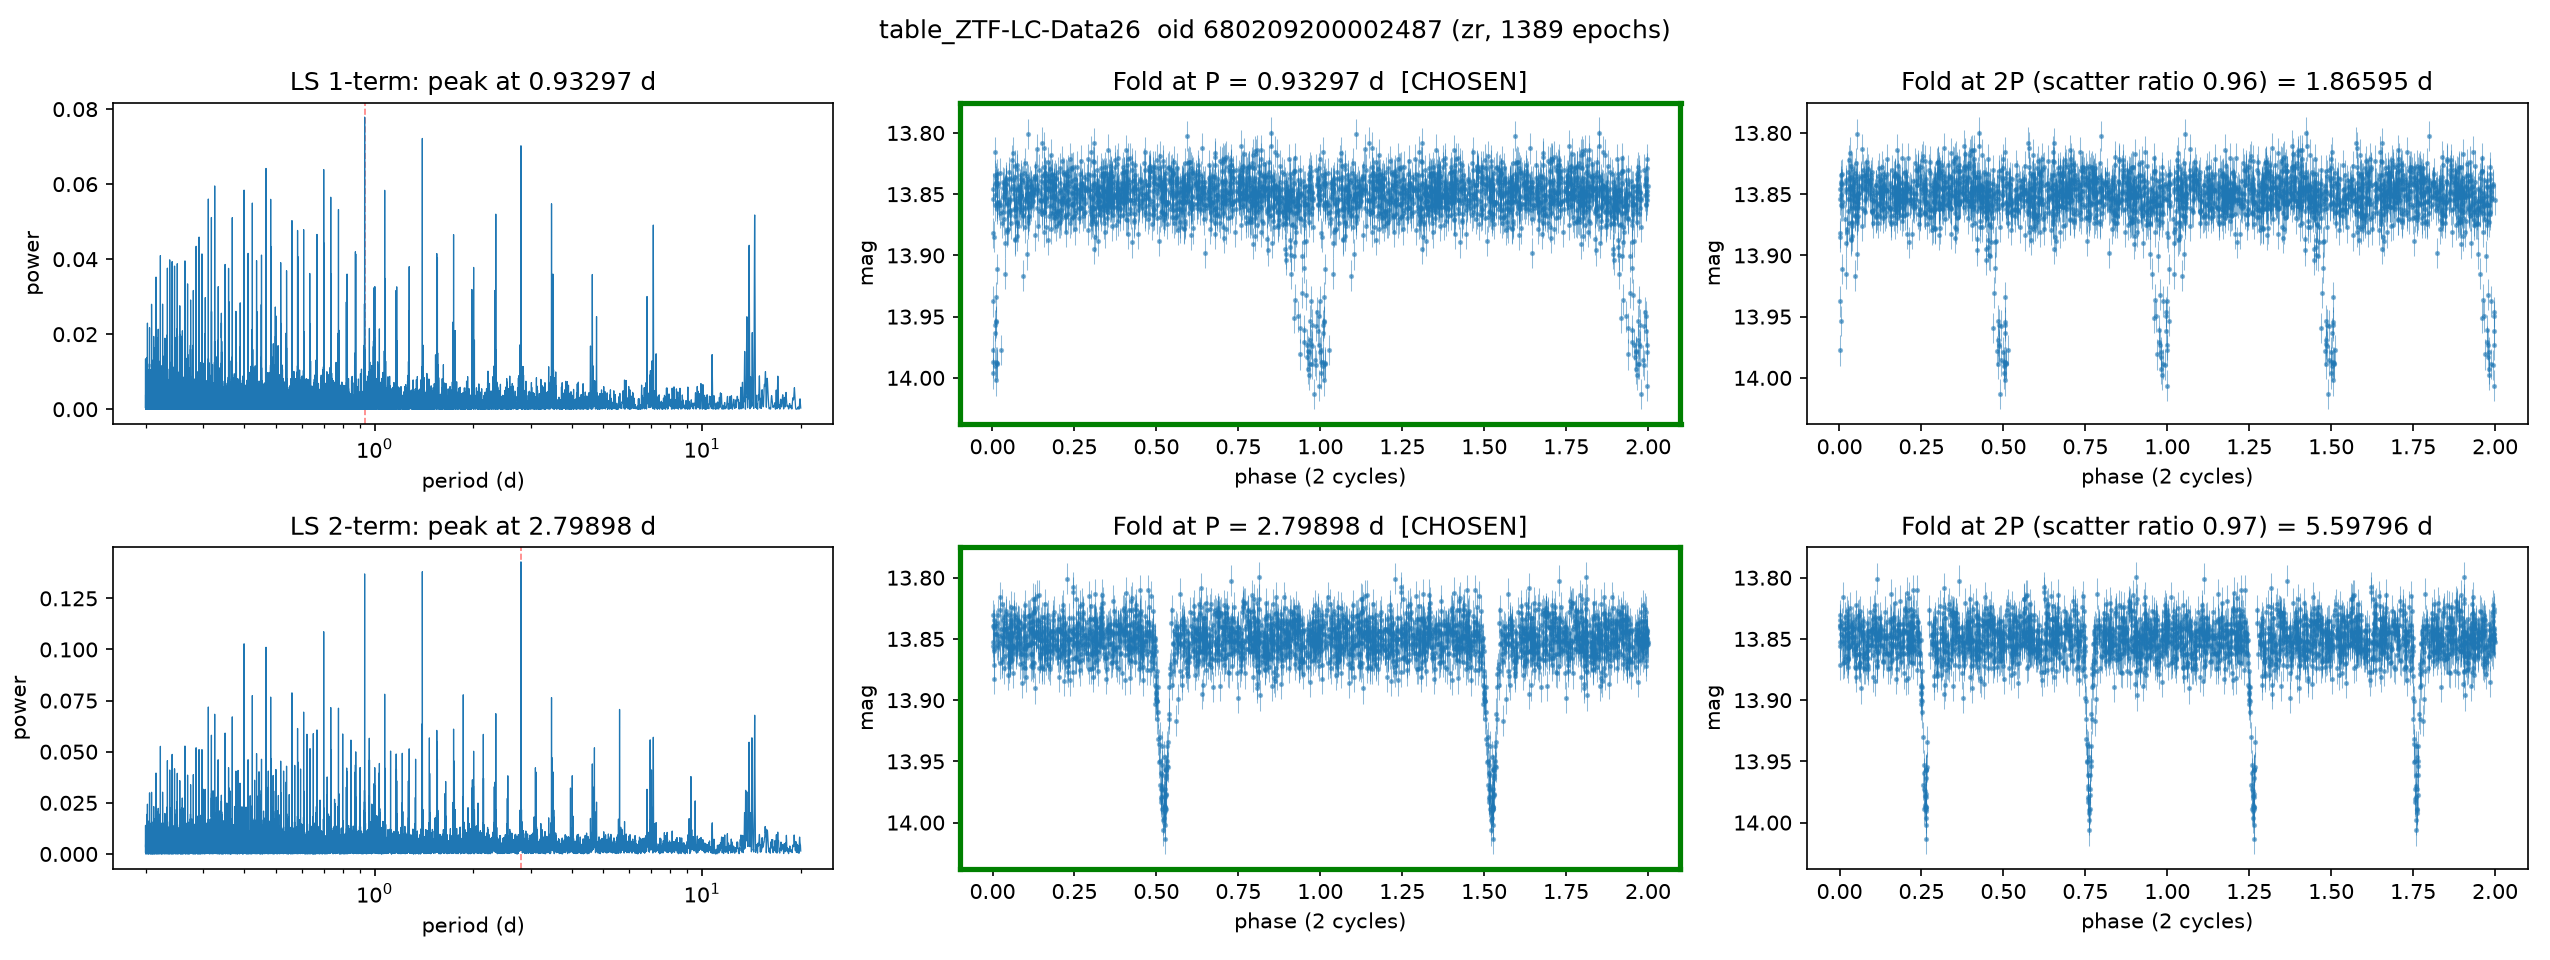 table_ZTF-LC-Data26  oid 680209200002487 (zr, 1389 epochs)
LS 1-term: peak at 0.93297 d
0.08
0.06
0.04
0.02
0.00
power
10^0
10^1
period (d)
Fold at P = 0.93297 d  [CHOSEN]
13.80
13.85
13.90
13.95
14.00
mag
0.00 0.25 0.50 0.75 1.00 1.25 1.50 1.75 2.00
phase (2 cycles)
Fold at 2P (scatter ratio 0.96) = 1.86595 d
13.80
13.85
13.90
13.95
14.00
mag
0.00 0.25 0.50 0.75 1.00 1.25 1.50 1.75 2.00
phase (2 cycles)
LS 2-term: peak at 2.79898 d
0.125
0.100
0.075
0.050
0.025
0.000
power
10^0
10^1
period (d)
Fold at P = 2.79898 d  [CHOSEN]
13.80
13.85
13.90
13.95
14.00
mag
0.00 0.25 0.50 0.75 1.00 1.25 1.50 1.75 2.00
phase (2 cycles)
Fold at 2P (scatter ratio 0.97) = 5.59796 d
13.80
13.85
13.90
13.95
14.00
mag
0.00 0.25 0.50 0.75 1.00 1.25 1.50 1.75 2.00
phase (2 cycles)